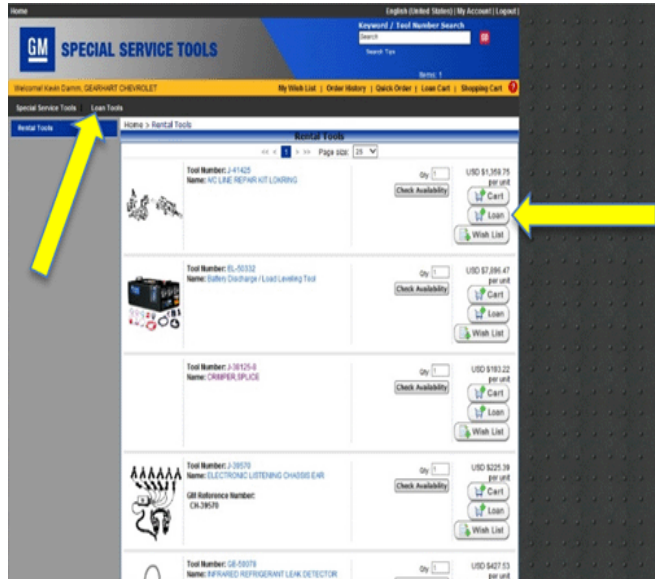 Home
English (United States) | My Account | Logout |
Keyword / Tool Number Search
Search
Search Tips
GM SPECIAL SERVICE TOOLS
Items: 1
Welcome! Kevin Damm, GEARHART CHEVROLET
My Wish List | Order History | Quick Order | Loan Cart | Shopping Cart ?
Special Service Tools Loan Tools
Rental Tools
Home > Rental Tools
Rental Tools
<< < 1 > >> Page size: 25
Tool Number: J-41425
Name: A/C LINE REPAIR KIT LOKRING
Qty 1
Check Availability
USD $1,359.75
per unit
Cart
Loan
Wish List
Tool Number: EL-50332
Name: Battery Discharge / Load Leveling Tool
Qty 1
Check Availability
USD $7,896.47
per unit
Cart
Loan
Wish List
Tool Number: J-38125-8
Name: CRIMPER,SPLICE
Qty 1
Check Availability
USD $183.22
per unit
Cart
Loan
Wish List
Tool Number: J-39570
Name: ELECTRONIC LISTENING CHASSIS EAR
GM Reference Number:
CH-39570
Qty 1
Check Availability
USD $225.39
per unit
Cart
Loan
Wish List
Tool Number: GE-50078
Name: INFRARED REFRIGERANT LEAK DETECTOR
Qty 1
USD $427.53
per unit